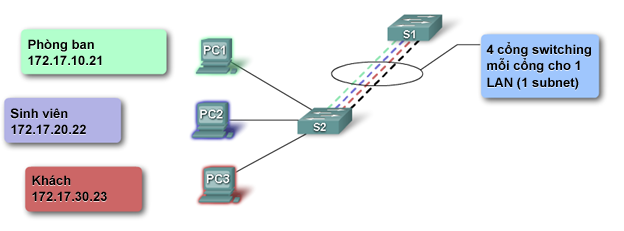 Phòng ban
172.17.10.21
PC1
S1
4 cổng switching
mỗi cổng cho 1
LAN (1 subnet)
Sinh viên
172.17.20.22
PC2
S2
Khách
172.17.30.23
PC3